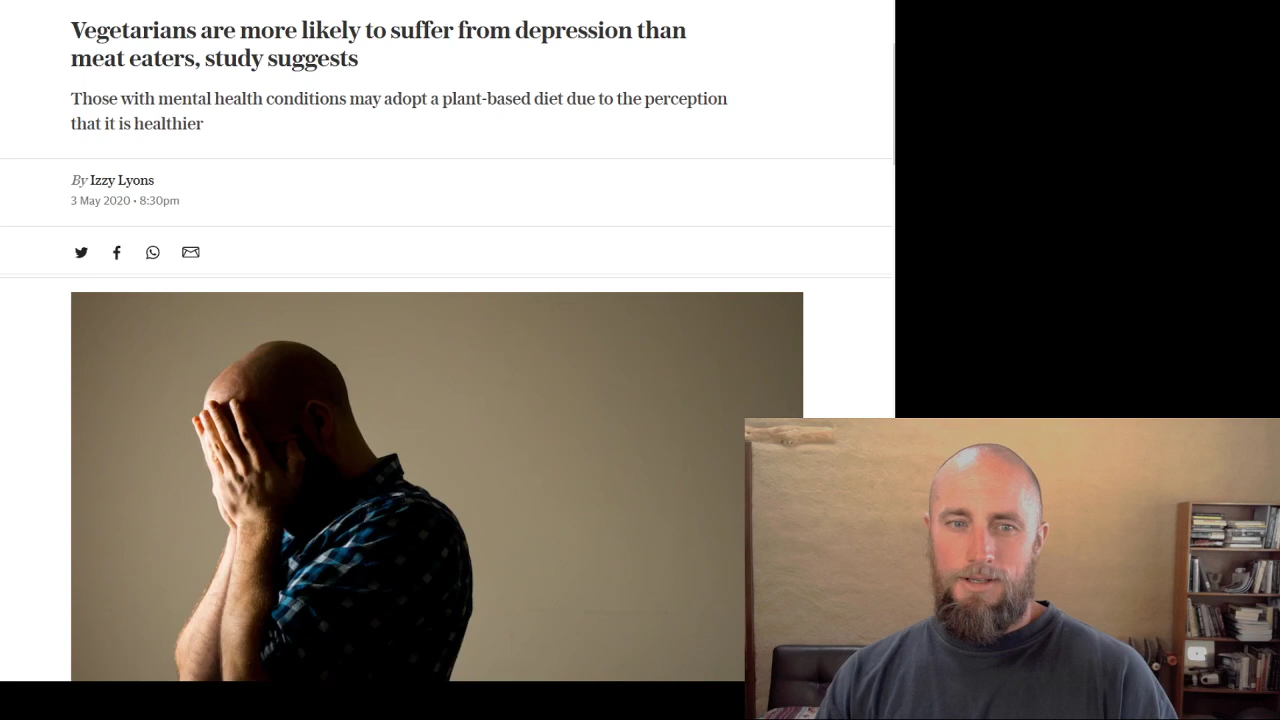 Vegetarians are more likely to suffer from depression than
meat eaters, study suggests
Those with mental health conditions may adopt a plant-based diet due to the perception
that it is healthier
By Izzy Lyons
3 May 2020 • 8:30pm